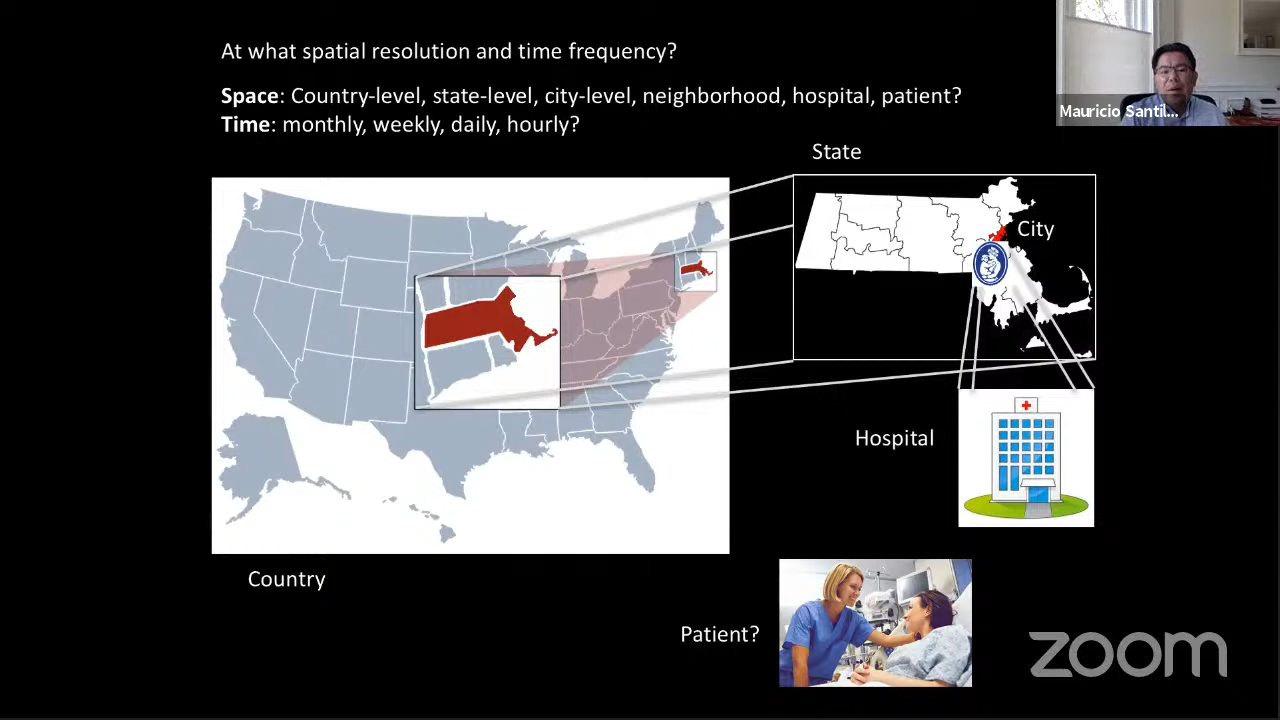 At what spatial resolution and time frequency?
Space: Country-level, state-level, city-level, neighborhood, hospital, patient?
Time: monthly, weekly, daily, hourly?
Mauricio Santil...
State
City
Hospital
Country
Patient?
zoom